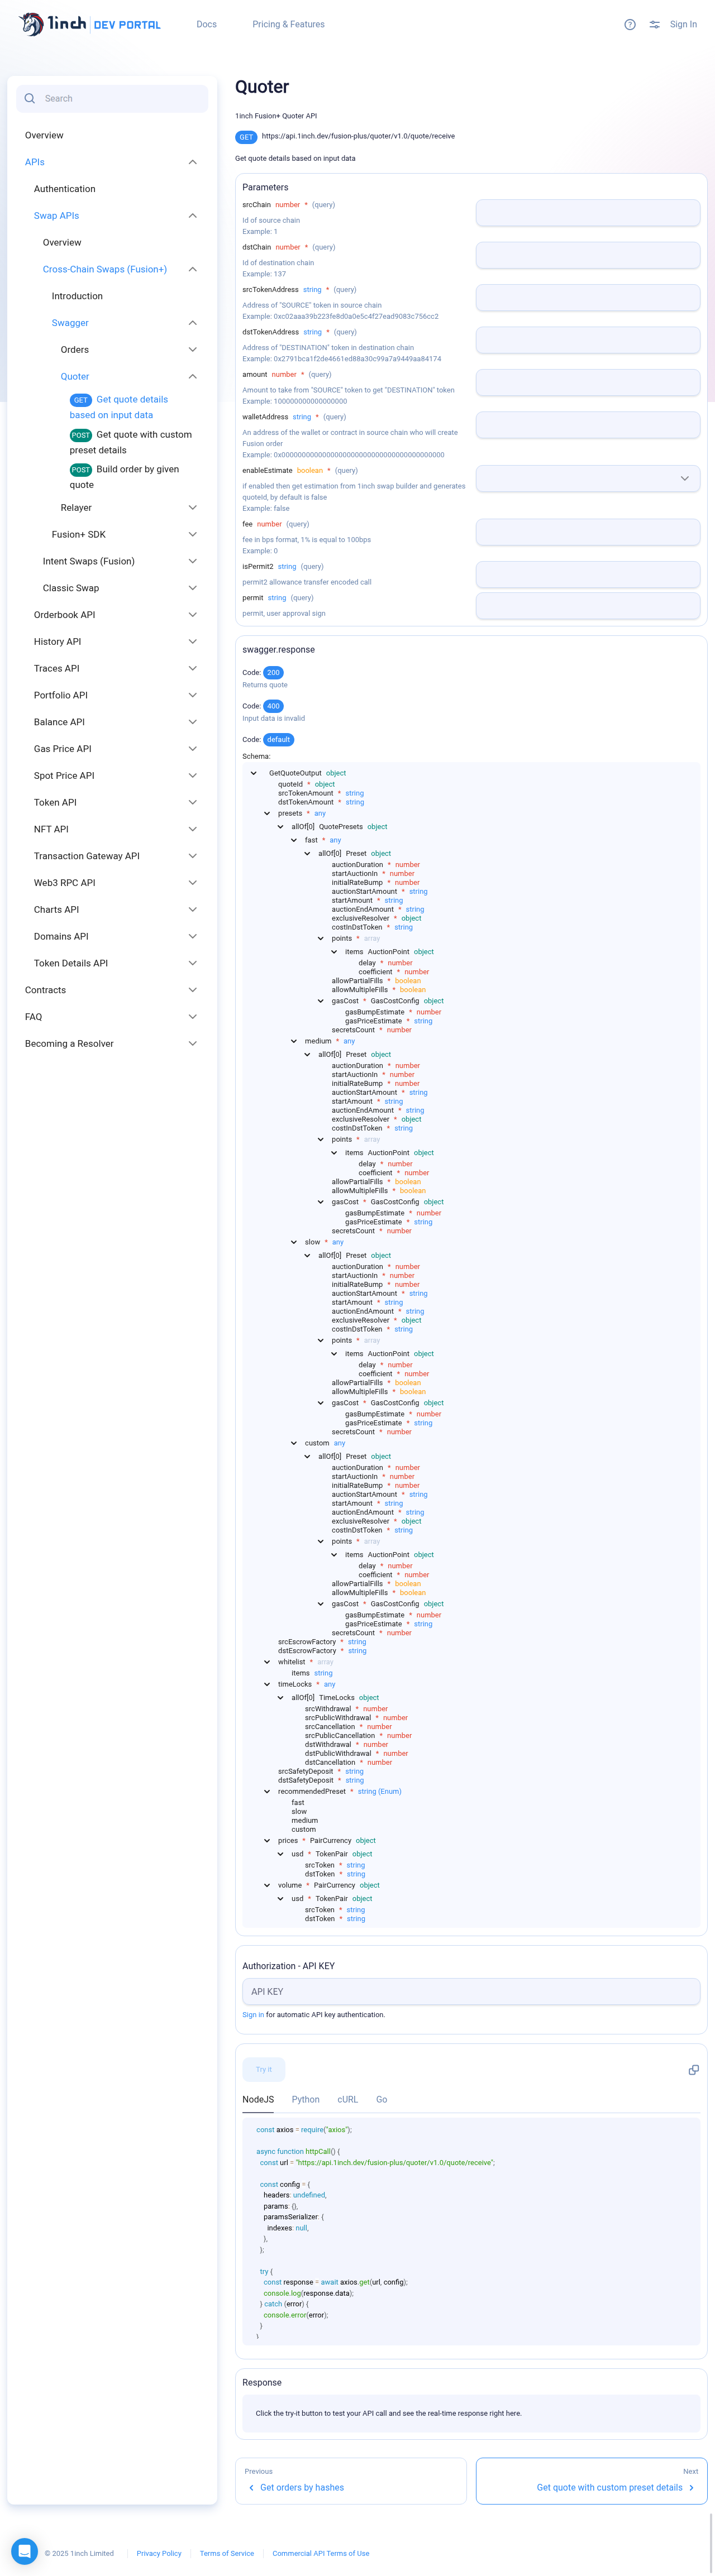 1inch DEV PORTAL
Docs
Pricing & Features
Sign In
Search
Overview
APIs
Authentication
Swap APIs
Overview
Cross-Chain Swaps (Fusion+)
Introduction
Swagger
Orders
Quoter
GET Get quote details
based on input data
POST Get quote with custom
preset details
POST Build order by given
quote
Relayer
Fusion+ SDK
Intent Swaps (Fusion)
Classic Swap
Orderbook API
History API
Traces API
Portfolio API
Balance API
Gas Price API
Spot Price API
Token API
NFT API
Transaction Gateway API
Web3 RPC API
Charts API
Domains API
Token Details API
Contracts
FAQ
Becoming a Resolver
Quoter
1inch Fusion+ Quoter API
GET https://api.1inch.dev/fusion-plus/quoter/v1.0/quote/receive
Get quote details based on input data
Parameters
srcChain number * (query)
Id of source chain
Example: 1
dstChain number * (query)
Id of destination chain
Example: 137
srcTokenAddress string * (query)
Address of "SOURCE" token in source chain
Example: 0xc02aaa39b223fe8d0a0e5c4f27ead9083c756cc2
dstTokenAddress string * (query)
Address of "DESTINATION" token in destination chain
Example: 0x2791bca1f2de4661ed88a30c99a7a9449aa84174
amount number * (query)
Amount to take from "SOURCE" token to get "DESTINATION" token
Example: 100000000000000000
walletAddress string * (query)
An address of the wallet or contract in source chain who will create
Fusion order
Example: 0x0000000000000000000000000000000000000000
enableEstimate boolean * (query)
if enabled then get estimation from 1inch swap builder and generates
quoteId, by default is false
Example: false
fee number (query)
fee in bps format, 1% is equal to 100bps
Example: 0
isPermit2 string (query)
permit2 allowance transfer encoded call
permit string (query)
permit, user approval sign
swagger.response
Code: 200
Returns quote
Code: 400
Input data is invalid
Code: default
Schema:
GetQuoteOutput object
quoteId * object
srcTokenAmount * string
dstTokenAmount * string
presets * any
allOf[0] QuotePresets object
fast * any
allOf[0] Preset object
auctionDuration * number
startAuctionIn * number
initialRateBump * number
auctionStartAmount * string
startAmount * string
auctionEndAmount * string
exclusiveResolver * object
costInDstToken * string
points * array
items AuctionPoint object
delay * number
coefficient * number
allowPartialFills * boolean
allowMultipleFills * boolean
gasCost * GasCostConfig object
gasBumpEstimate * number
gasPriceEstimate * string
secretsCount * number
medium * any
allOf[0] Preset object
auctionDuration * number
startAuctionIn * number
initialRateBump * number
auctionStartAmount * string
startAmount * string
auctionEndAmount * string
exclusiveResolver * object
costInDstToken * string
points * array
items AuctionPoint object
delay * number
coefficient * number
allowPartialFills * boolean
allowMultipleFills * boolean
gasCost * GasCostConfig object
gasBumpEstimate * number
gasPriceEstimate * string
secretsCount * number
slow * any
allOf[0] Preset object
auctionDuration * number
startAuctionIn * number
initialRateBump * number
auctionStartAmount * string
startAmount * string
auctionEndAmount * string
exclusiveResolver * object
costInDstToken * string
points * array
items AuctionPoint object
delay * number
coefficient * number
allowPartialFills * boolean
allowMultipleFills * boolean
gasCost * GasCostConfig object
gasBumpEstimate * number
gasPriceEstimate * string
secretsCount * number
custom any
allOf[0] Preset object
auctionDuration * number
startAuctionIn * number
initialRateBump * number
auctionStartAmount * string
startAmount * string
auctionEndAmount * string
exclusiveResolver * object
costInDstToken * string
points * array
items AuctionPoint object
delay * number
coefficient * number
allowPartialFills * boolean
allowMultipleFills * boolean
gasCost * GasCostConfig object
gasBumpEstimate * number
gasPriceEstimate * string
secretsCount * number
srcEscrowFactory * string
dstEscrowFactory * string
whitelist * array
items string
timeLocks * any
allOf[0] TimeLocks object
srcWithdrawal * number
srcPublicWithdrawal * number
srcCancellation * number
srcPublicCancellation * number
dstWithdrawal * number
dstPublicWithdrawal * number
dstCancellation * number
srcSafetyDeposit * string
dstSafetyDeposit * string
recommendedPreset * string (Enum)
fast
slow
medium
custom
prices * PairCurrency object
usd * TokenPair object
srcToken * string
dstToken * string
volume * PairCurrency object
usd * TokenPair object
srcToken * string
dstToken * string
Authorization - API KEY
API KEY
Sign in for automatic API key authentication.
Try it
NodeJS Python cURL Go
const axios = require("axios");
async function httpCall() {
const url = "https://api.1inch.dev/fusion-plus/quoter/v1.0/quote/receive";
const config = {
headers: undefined,
params: {},
paramsSerializer: {
indexes: null,
},
};
try {
const response = await axios.get(url, config);
console.log(response.data);
} catch (error) {
console.error(error);
}
}
Response
Click the try-it button to test your API call and see the real-time response right here.
Previous
Get orders by hashes
Next
Get quote with custom preset details
© 2025 1inch Limited
Privacy Policy
Terms of Service
Commercial API Terms of Use